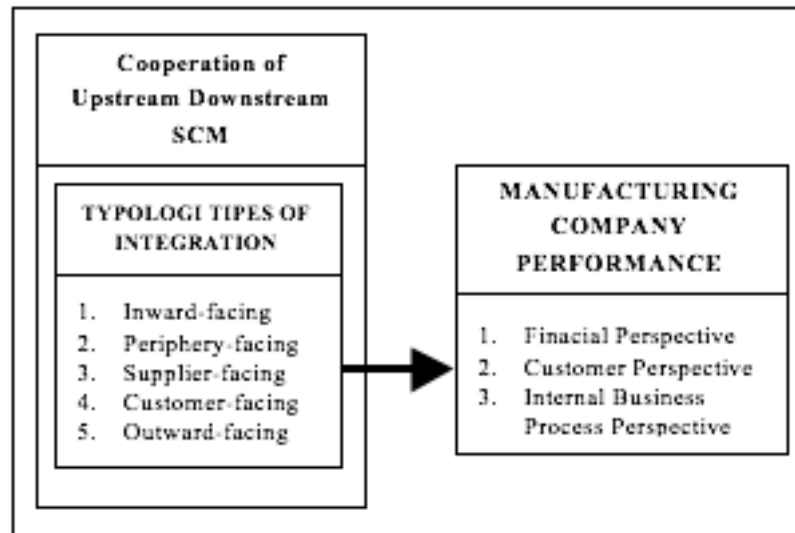 Cooperation of
Upstream Downstream
SCM
TYPOLOGI TIPES OF
INTEGRATION
1. Inward-facing
2. Periphery-facing
3. Supplier-facing
4. Customer-facing
5. Outward-facing
MANUFACTURING
COMPANY
PERFORMANCE
1. Finacial Perspective
2. Customer Perspective
3. Internal Business
Process Perspective